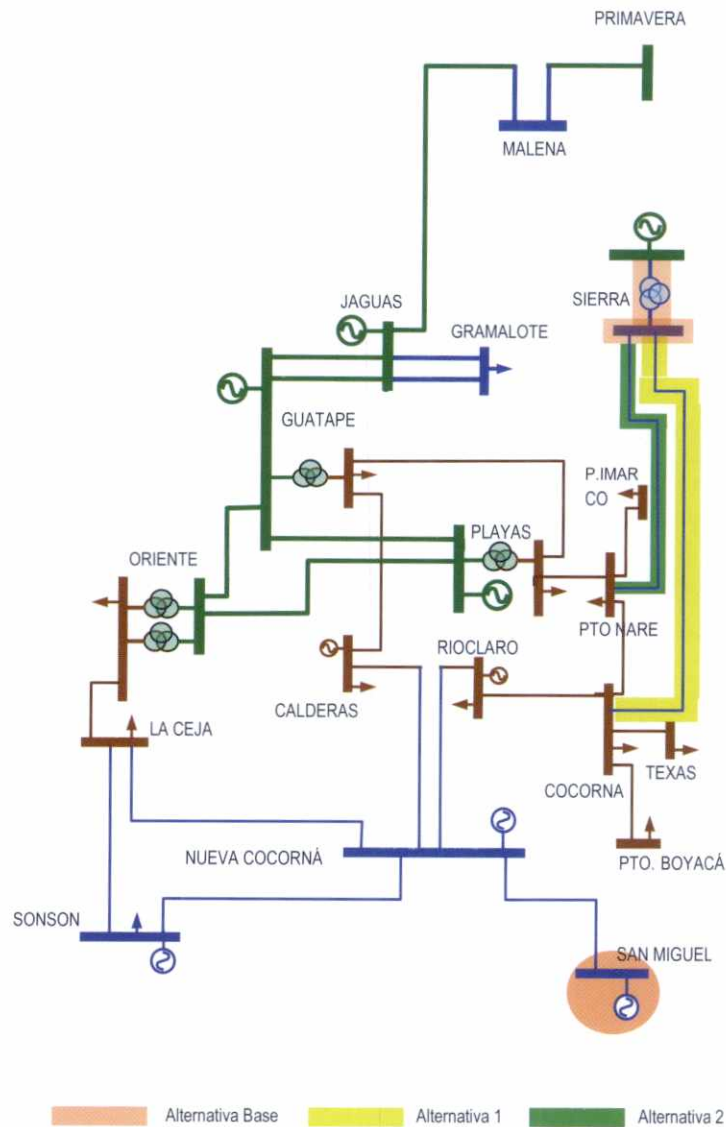 PRIMAVERA
MALENA
SIERRA
JAGUAS
GRAMALOTE
GUATAPE
P.IMAR
CO
PLAYAS
ORIENTE
PTO NARE
RIOCLARO
CALDERAS
LA CEJA
TEXAS
COCORNA
NUEVA COCORNÁ
PTO. BOYACÁ
SONSON
SAN MIGUEL
Alternativa Base
Alternativa 1
Alternativa 2